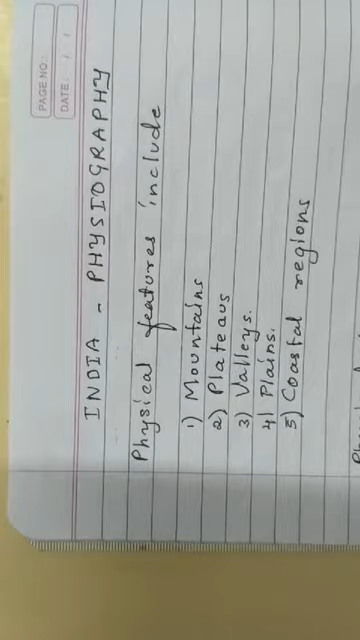 PAGE NO:
DATE: / /
INDIA - PHYSIOGRAPHY
Physical features include
1) Mountains
2) Plateaus
3) Valleys.
4) Plains.
5) Coastal regions